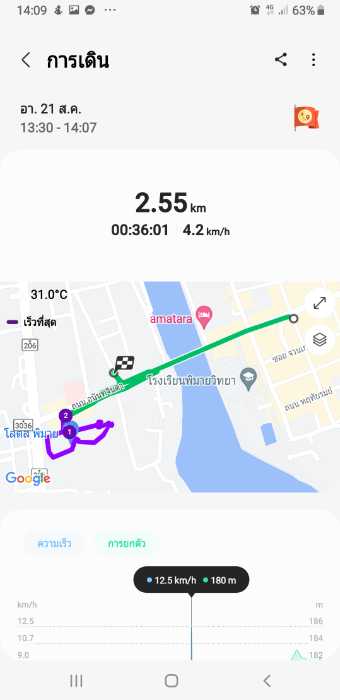 14:09 ... 4G 63%
การเดิน
อา. 21 ส.ค.
13:30 - 14:07
2.55 km
00:36:01 4.2 km/h
31.0°C
เร็วที่สุด
amatara
206
โรงเรียนพิมายวิทยา
2
3036
โลตัส พิมาย
1
Google
ความเร็ว การยกตัว
12.5 km/h 180 m
km/h m
12.5 186
10.7 184
9.0 182